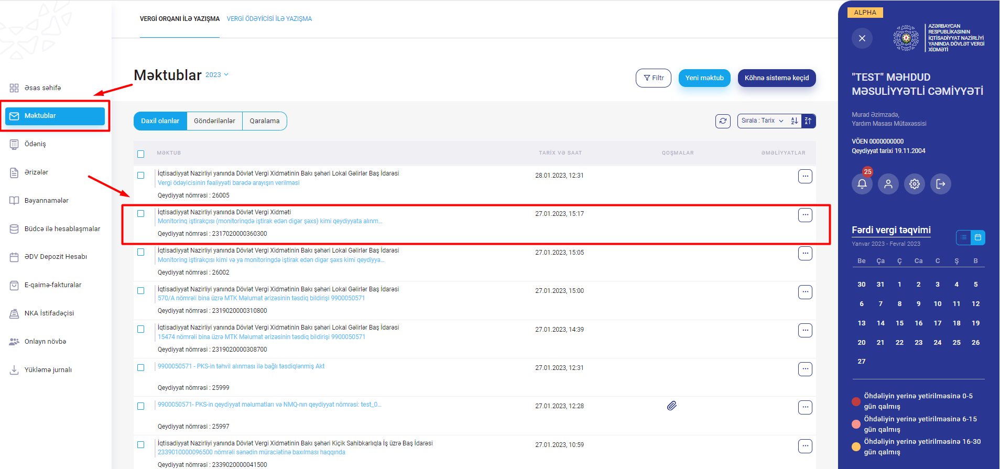 VERGİ ORQANI İLƏ YAZIŞMA
VERGİ ÖDƏYİCİSİ İLƏ YAZIŞMA
Əsas səhifə
Məktublar
Ödəniş
Ərizələr
Bəyannamələr
Büdcə ilə hesablaşmalar
ƏDV Depozit Hesabı
E-qaimə-fakturalar
NKA İstifadəçisi
Onlayn növbə
Yükləmə jurnalı
Məktublar 2023
Filtr
Yeni məktub
Köhnə sistemə keçid
Daxil olanlar
Göndərilənlər
Qaralama
Sırala : Tarix
MƏKTUB
TARİX VƏ SAAT
QOŞMALAR
ƏMƏLİYYATLAR
İqtisadiyyat Nazirliyi yanında Dövlət Vergi Xidmətinin Bakı şəhəri Lokal Gəlirlər Baş İdarəsi
Vergi ödəyicisinin fəaliyyəti barədə arayışın verilməsi
28.01.2023, 12:31
Qeydiyyat nömrəsi : 26005
İqtisadiyyat Nazirliyi yanında Dövlət Vergi Xidməti
Monitorinq iştirakçısı (monitorinqdə iştirak edən digər şəxs) kimi qeydiyyata alınm...
27.01.2023, 15:17
Qeydiyyat nömrəsi : 2317020000360300
İqtisadiyyat Nazirliyi yanında Dövlət Vergi Xidmətinin Bakı şəhəri Lokal Gəlirlər Baş İdarəsi
Monitoring iştirakçısı kimi və ya monitoringdə iştirak edən digər şəxs kimi qeydiyya...
27.01.2023, 15:05
Qeydiyyat nömrəsi : 26002
İqtisadiyyat Nazirliyi yanında Dövlət Vergi Xidmətinin Bakı şəhəri Lokal Gəlirlər Baş İdarəsi
570/A nömrəli bina üzrə MTK Məlumat ərizəsinin təsdiq bildirişi 9900050571
27.01.2023, 15:00
Qeydiyyat nömrəsi : 2319020000310800
İqtisadiyyat Nazirliyi yanında Dövlət Vergi Xidmətinin Bakı şəhəri Lokal Gəlirlər Baş İdarəsi
15474 nömrəli bina üzrə MTK Məlumat ərizəsinin təsdiq bildirişi 9900050571
27.01.2023, 14:39
Qeydiyyat nömrəsi : 2319020000308700
9900050571 - PKS-in təhvil alınması ilə bağlı təsdiqlənmiş Akt
27.01.2023, 12:31
Qeydiyyat nömrəsi : 25999
9900050571- PKS-in qeydiyyat məlumatları və NMQ-nın qeydiyyat nömrəsi: test_0...
27.01.2023, 12:28
Qeydiyyat nömrəsi : 25997
İqtisadiyyat Nazirliyi yanında Dövlət Vergi Xidmətinin Bakı şəhəri Kiçik Sahibkarlıqla İş üzrə Baş İdarəsi
2339010000096500 nömrəli sənədin müraciətinə baxılması haqqında
27.01.2023, 10:59
Qeydiyyat nömrəsi : 2339020000041500
ALPHA
AZƏRBAYCAN
RESPUBLİKASININ
İQTİSADİYYAT NAZİRLİYİ
YANINDA DÖVLƏT VERGİ
XİDMƏTİ
"TEST" MƏHDUD
MƏSULİYYƏTLİ CƏMİYYƏTİ
Murad Əzimzadə,
Yardım Masası Mütəxəssisi
VÖEN 0000000000
Qeydiyyat tarixi 19.11.2004
25
Fərdi vergi təqvimi
Yanvar 2023 - Fevral 2023
Be Ça Ç Ca C Ş B
30 31 1 2 3 4 5
6 7 8 9 10 11 12
13 14 15 16 17 18 19
20 21 22 23 24 25 26
27
Öhdəliyin yerinə yetirilməsinə 0-5
gün qalmış
Öhdəliyin yerinə yetirilməsinə 6-15
gün qalmış
Öhdəliyin yerinə yetirilməsinə 16-30
gün qalmış